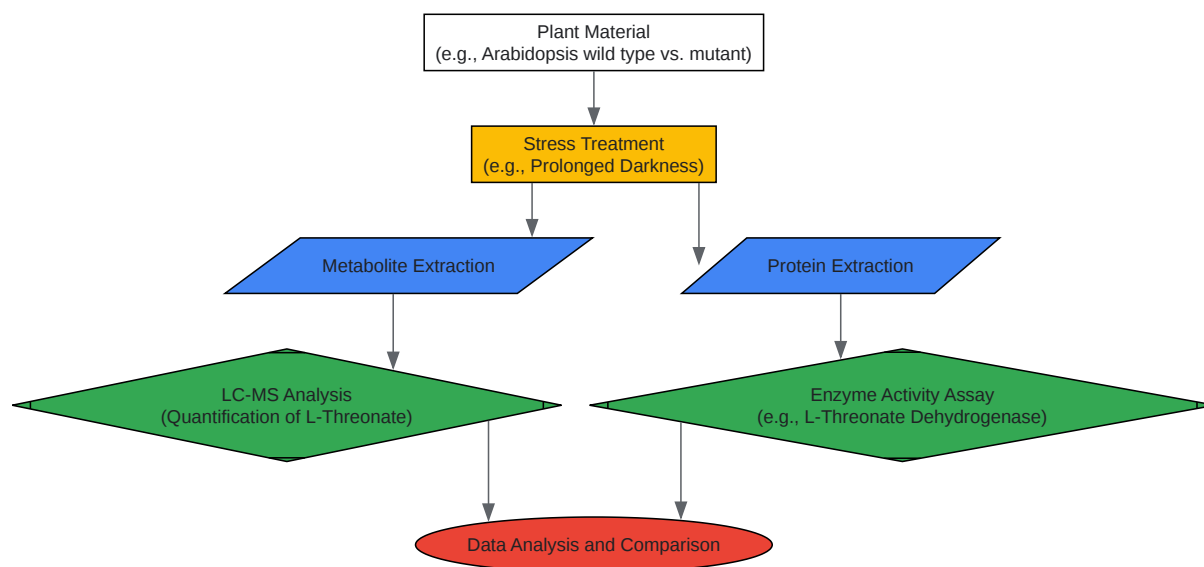 Plant Material
(e.g., Arabidopsis wild type vs. mutant)
Stress Treatment
(e.g., Prolonged Darkness)
Metabolite Extraction
Protein Extraction
LC-MS Analysis
(Quantification of L-Threonate)
Enzyme Activity Assay
(e.g., L-Threonate Dehydrogenase)
Data Analysis and Comparison